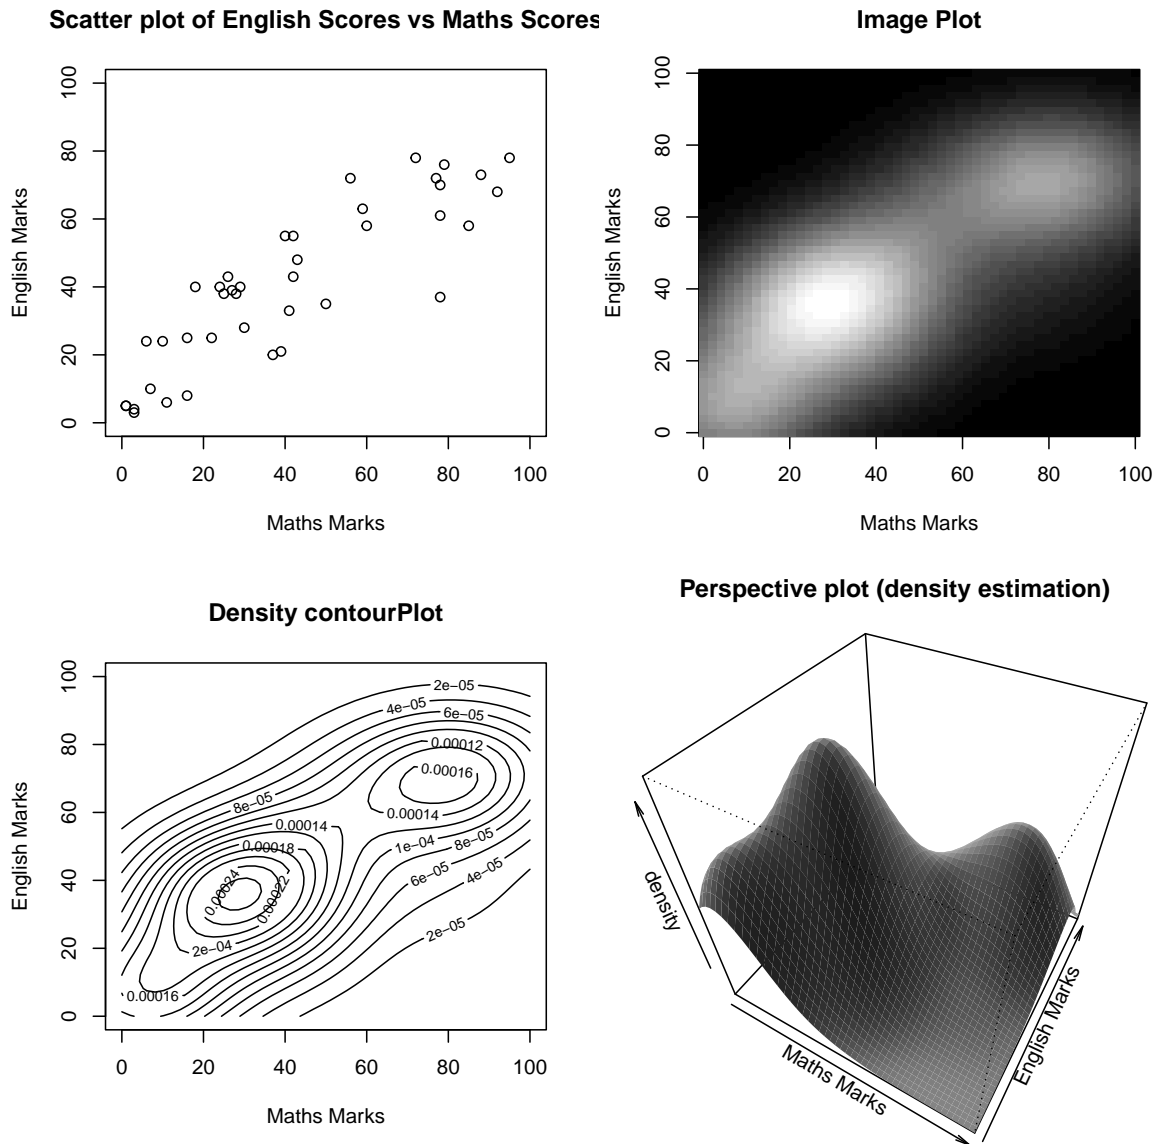 Scatter plot of English Scores vs Maths Scores
English Marks
100
80
60
40
20
0
0 20 40 60 80 100
Maths Marks
Image Plot
English Marks
100
80
60
40
20
0
0 20 40 60 80 100
Maths Marks
Density contourPlot
English Marks
100
80
60
40
20
0
2e−05
4e−05
6e−05
0.00012
0.00016
8e−05
0.00014
0.00014
0.00018
1e−04
8e−05
6e−05
4e−05
0.00024
0.00022
2e−05
2e−04
0.00016
0 20 40 60 80 100
Maths Marks
Perspective plot (density estimation)
density
Maths Marks
English Marks